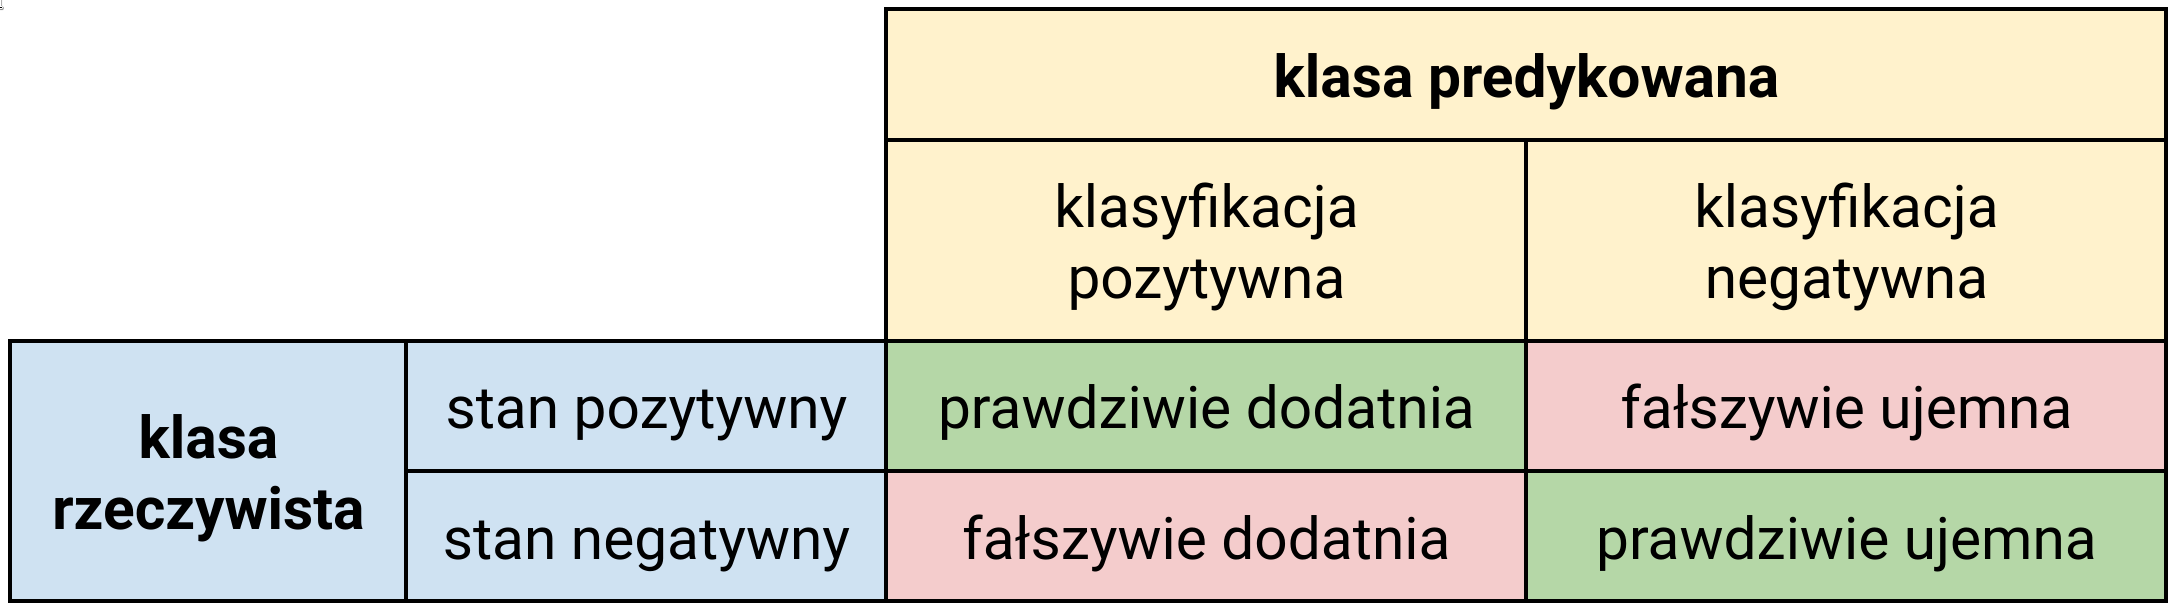 klasa predykowana
klasyfikacja
pozytywna
klasyfikacja
negatywna
klasa
rzeczywista
stan pozytywny
prawdziwie dodatnia
fałszywie ujemna
stan negatywny
fałszywie dodatnia
prawdziwie ujemna